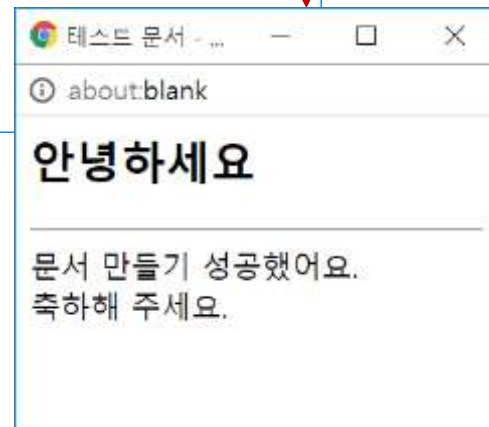 테스트 문서 - ...
about:blank
안녕하세요
문서 만들기 성공했어요.
축하해 주세요.